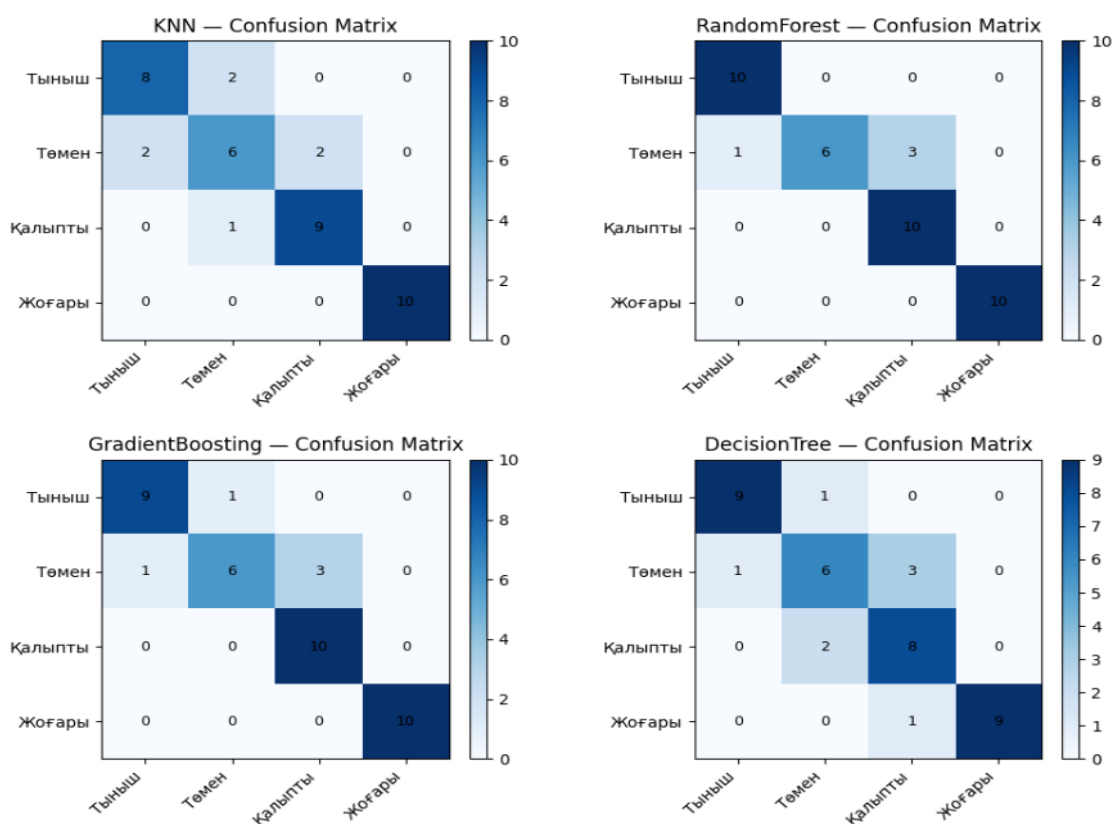 KNN — Confusion Matrix
Тыныш 8 2 0 0
Төмен 2 6 2 0
Қалыпты 0 1 9 0
Жоғары 0 0 0 10
Тыныш Төмен Қалыпты Жоғары
10
8
6
4
2
0
RandomForest — Confusion Matrix
Тыныш 10 0 0 0
Төмен 1 6 3 0
Қалыпты 0 0 10 0
Жоғары 0 0 0 10
Тыныш Төмен Қалыпты Жоғары
10
8
6
4
2
0
GradientBoosting — Confusion Matrix
Тыныш 9 1 0 0
Төмен 1 6 3 0
Қалыпты 0 0 10 0
Жоғары 0 0 0 10
Тыныш Төмен Қалыпты Жоғары
10
8
6
4
2
0
DecisionTree — Confusion Matrix
Тыныш 9 1 0 0
Төмен 1 6 3 0
Қалыпты 0 2 8 0
Жоғары 0 0 1 9
Тыныш Төмен Қалыпты Жоғары
9
8
7
6
5
4
3
2
1
0